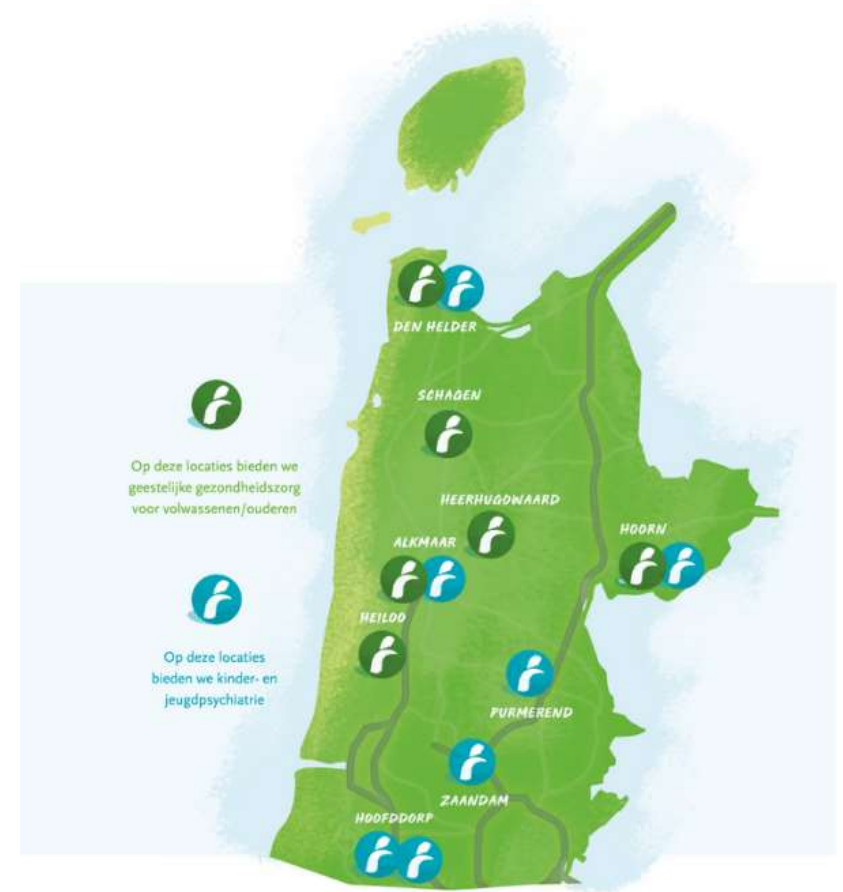 DEN HELDER
SCHAGEN
Op deze locaties bieden we
geestelijke gezondheidszorg
voor volwassenen/ouderen
HEERHUGOWAARD
HOORN
ALKMAAR
HEILOO
Op deze locaties
bieden we kinder- en
jeugdpsychiatrie
PURMEREND
ZAANDAM
HOOFDDORP